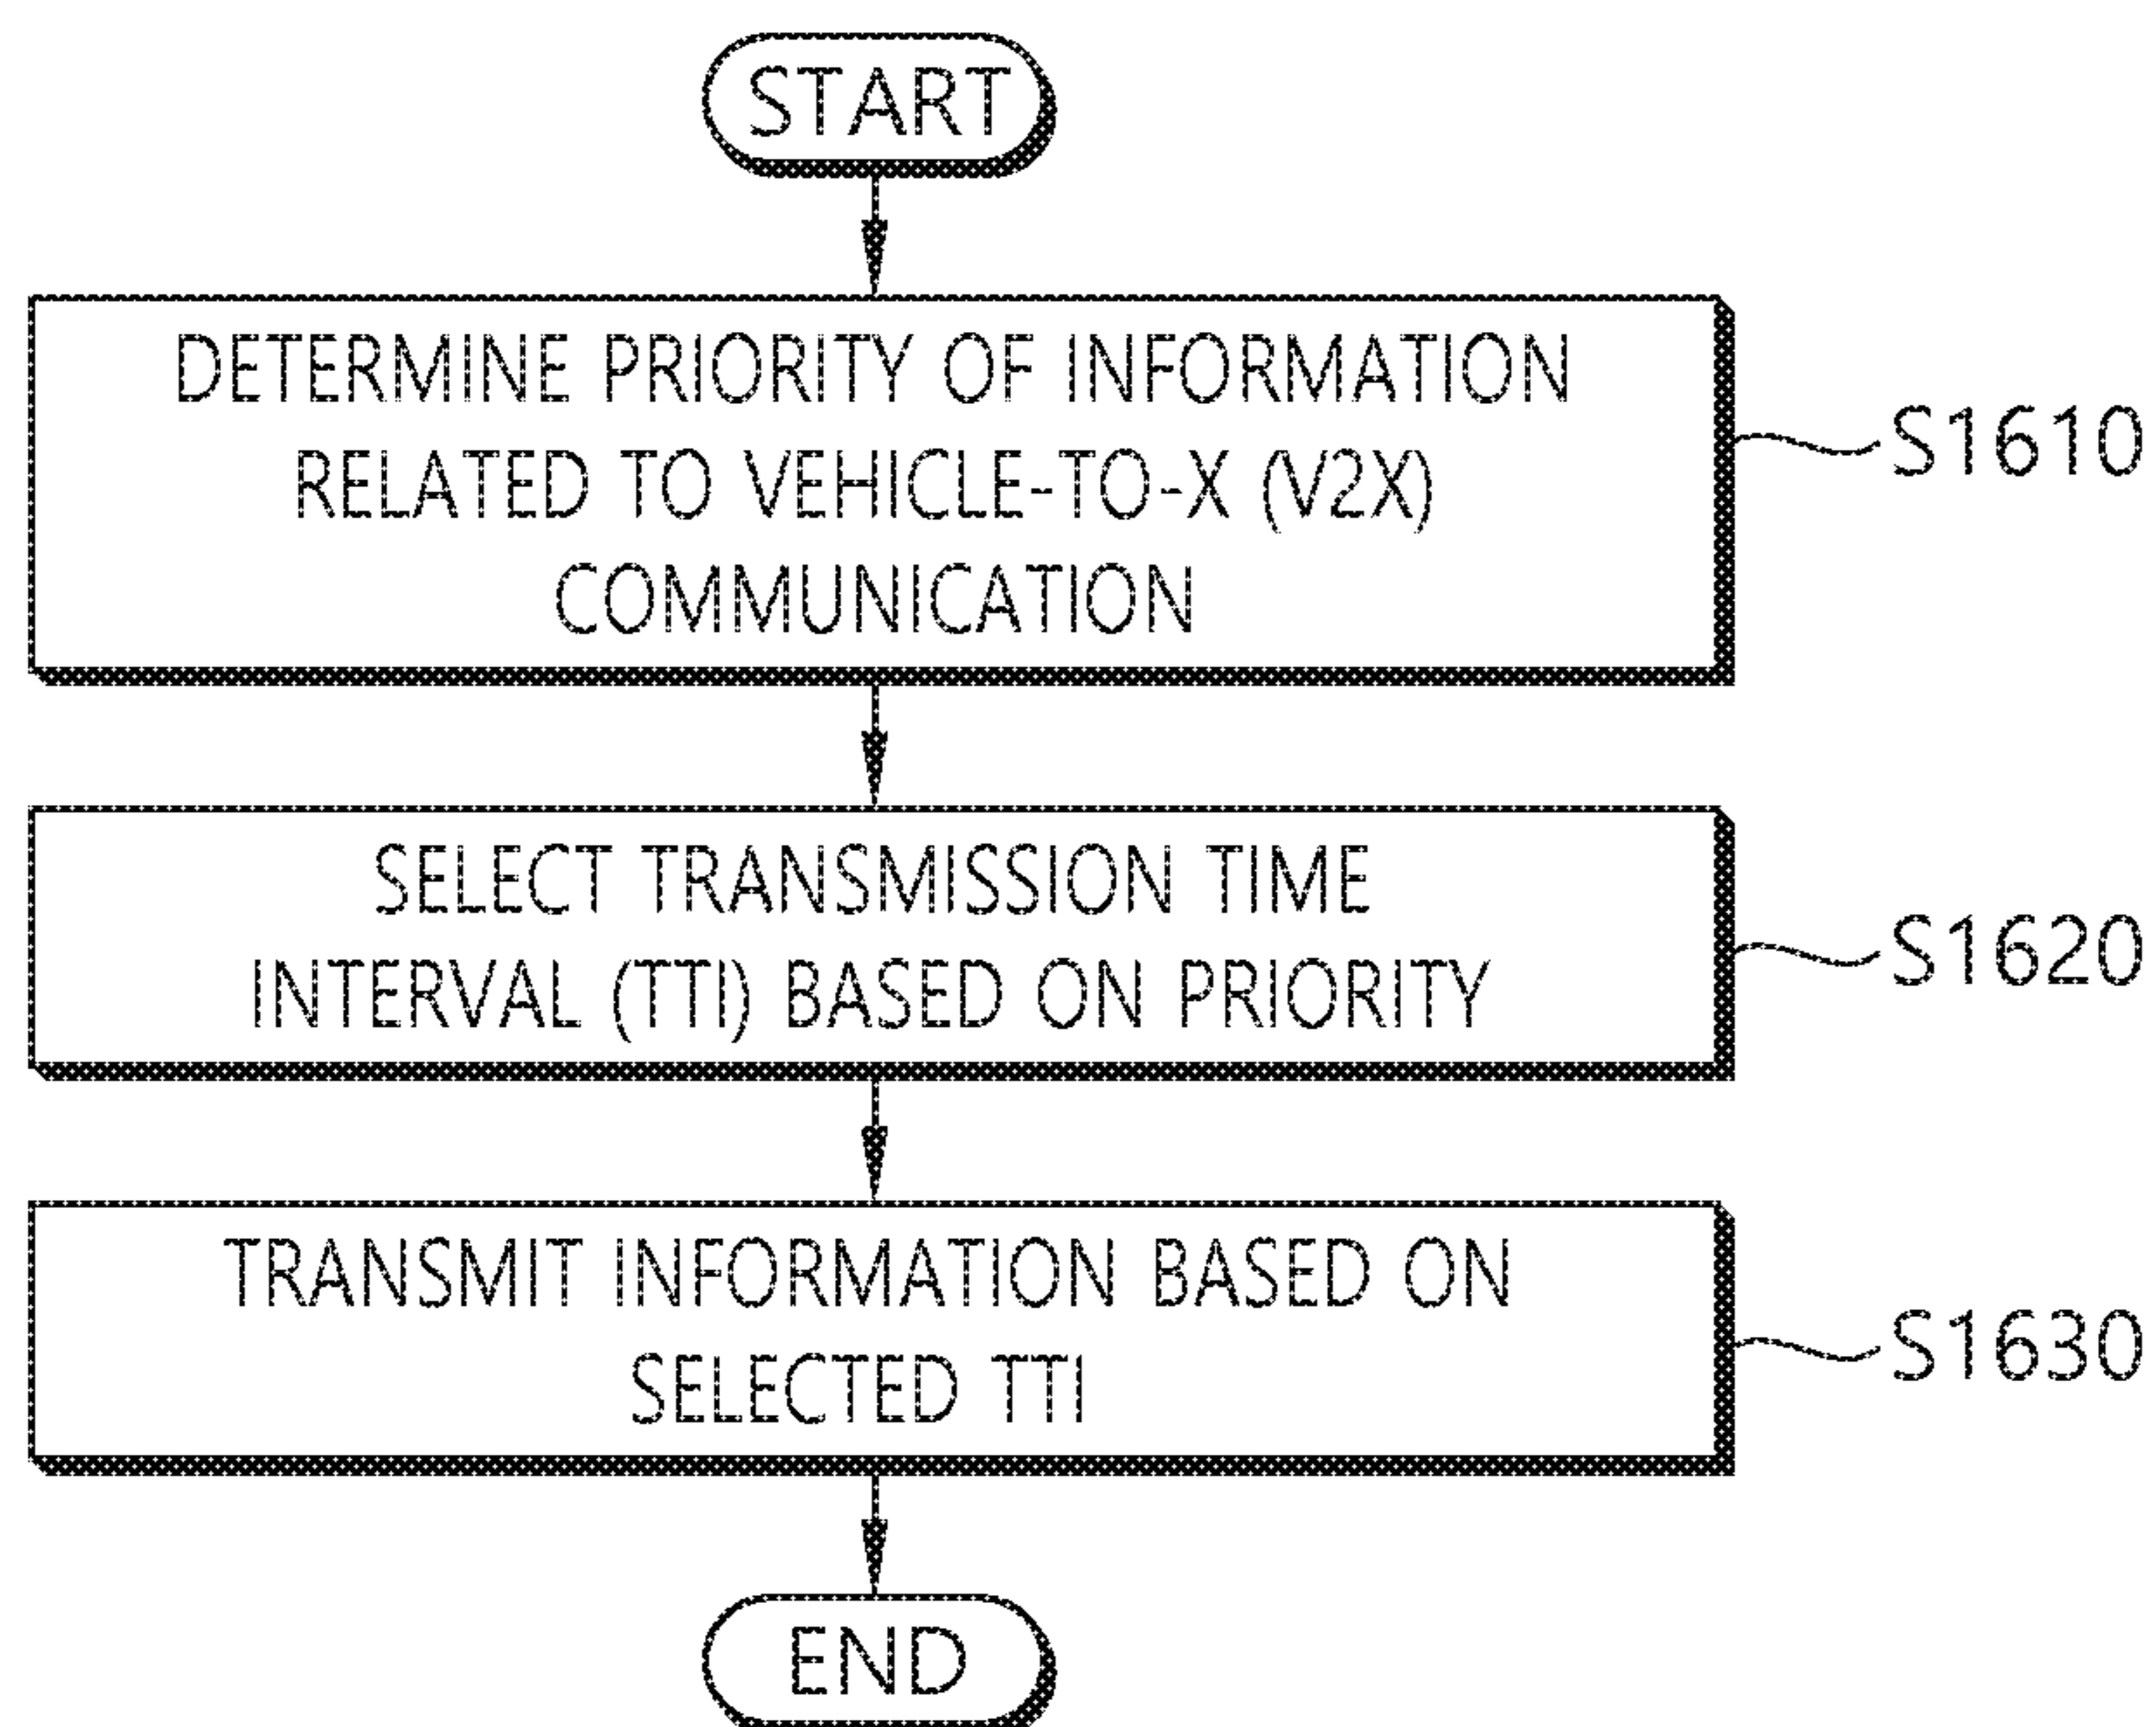 START
DETERMINE PRIORITY OF INFORMATION
RELATED TO VEHICLE-TO-X (V2X)
COMMUNICATION
S1610
SELECT TRANSMISSION TIME
INTERVAL (TTI) BASED ON PRIORITY
S1620
TRANSMIT INFORMATION BASED ON
SELECTED TTI
S1630
END